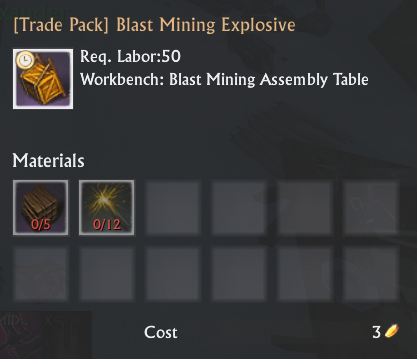 [Trade Pack] Blast Mining Explosive
Req. Labor:50
Workbench: Blast Mining Assembly Table
Materials
0/5 0/12
Cost 3